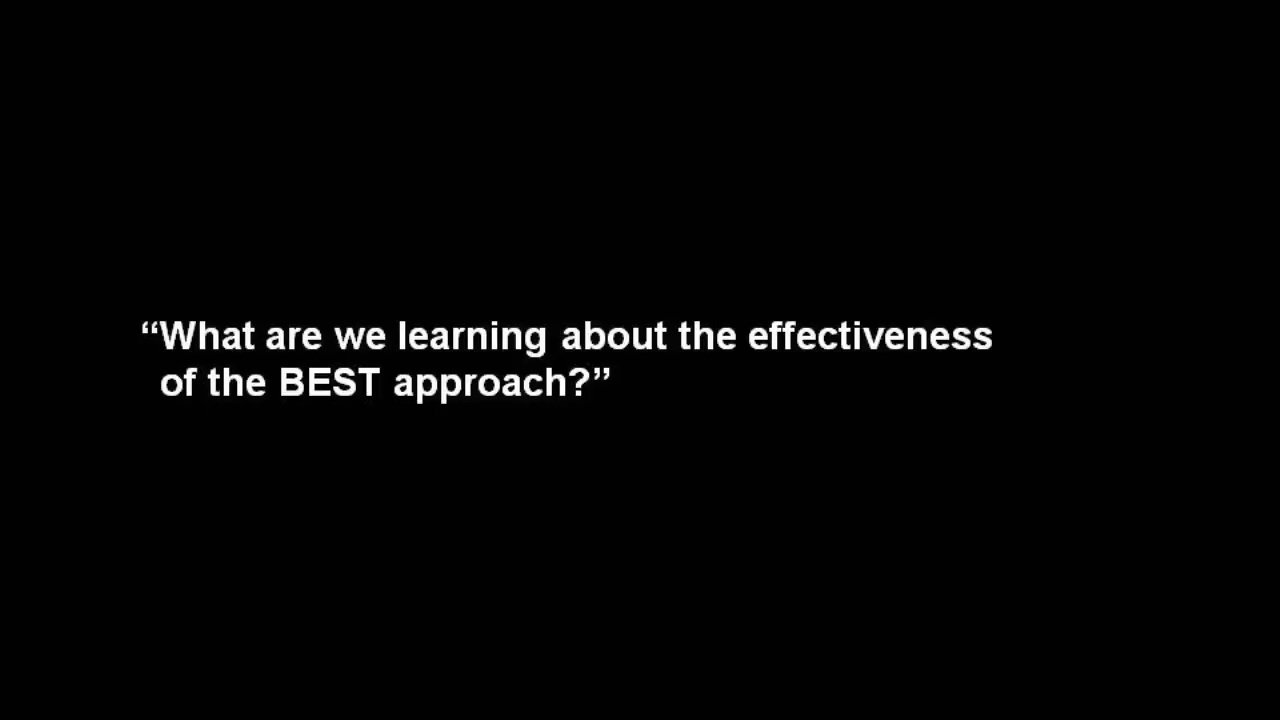 “What are we learning about the effectiveness
of the BEST approach?”